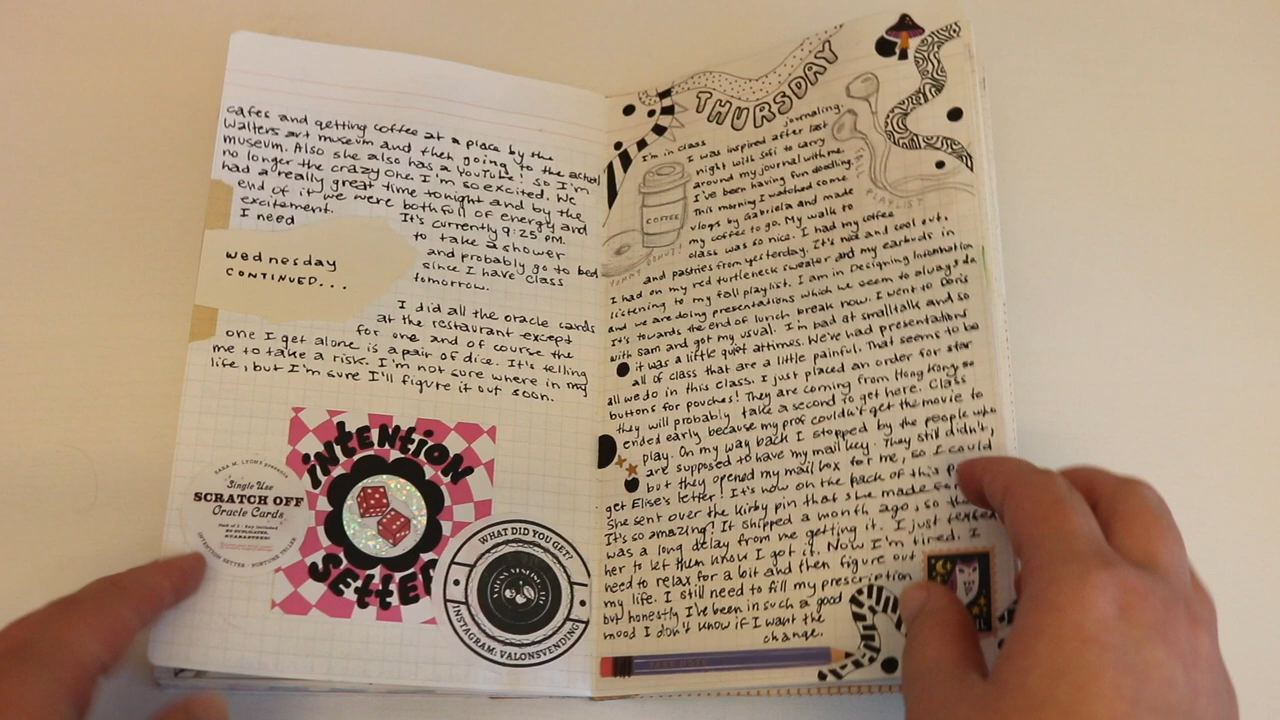 cafes and getting coffee at a place by the
Walters art museum and then going to the actual
museum. Also she also has a YouTube! So I'm
no longer the crazy one. I'm so excited. We
had a really great time tonight and by the
end of it we were both full of energy and
excitement.
It's currently 9:25 PM.
I need to take a shower
and probably go to bed
since I have class
tomorrow.
wednesday
CONTINUED...
I did all the oracle cards
at the restaurant except
for one and of course the
one I get alone is a pair of dice. It's telling
me to take a risk. I'm not sure where in my
life, but I'm sure I'll figure it out soon.
INTENTION
SETTER
SARA M. LYONS presents
Single Use
SCRATCH OFF
Oracle Cards
INTENTION SETTER • FORTUNE TELLER
WHAT DID YOU GET?
INSTAGRAM: VALONSVENDING
THURSDAY
I'm in class journaling.
I was inspired after last
night with Sofi to carry
around my journal with me.
I've been having fun doodling.
This morning I watched some
vlogs by Gabriela and made
my coffee to go. My walk to
class was so nice. I had my coffee
and pastries from yesterday. It's nice and cool out.
I had on my red turtleneck sweater and my earbuds in
listening to my fall playlist. I am in Designing Information
and we are doing presentations which we seem to always do
It's towards the end of lunch break now. I went to Doris
with Sam and got my usual. I'm bad at smalltalk and so
it was a little quiet at times. We've had presentations
all of class that are a little painful. That seems to be
all we do in this class. I just placed an order for star
buttons for pouches! They are coming from Hong Kong so
they will probably take a second to get here. Class
ended early because my prof couldn't get the movie to
play. On my way back I stopped by the people who
are supposed to have my mail key. They still didn't,
but they opened my mail box for me, so I could
get Elise's letter! It's now on the back of this
She sent over the Kirby pin that she made for
It's so amazing! It shipped a month ago, so
was a long delay from me getting it. I just texted
her to let them know I got it. Now I'm tired. I
need to relax for a bit and then figure out
my life. I still need to fill my prescription
but honestly I've been in such a good
mood I don't know if I want the
change.
COFFEE
YUMMY DONUT!
FALL PLAYLIST